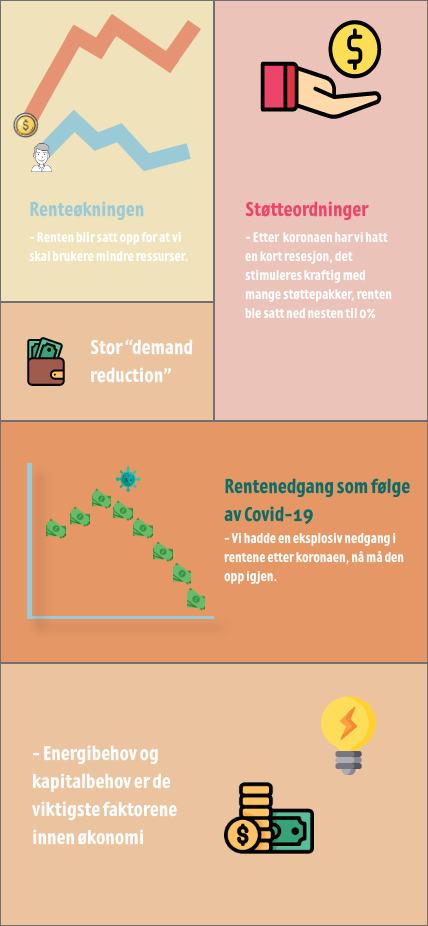 Renteøkningen
- Renten blir satt opp for at vi
skal brukere mindre ressurser.
Støtteordninger
- Etter koronaen har vi hatt
en kort resesjon, det
stimuleres kraftig med
mange støttepakker, renten
ble satt ned nesten til 0%
Stor “demand
reduction”
Rentenedgang som følge
av Covid-19
- Vi hadde en eksplosiv nedgang i
rentene etter koronaen, nå må den
opp igjen.
- Energibehov og
kapitalbehov er de
viktigste faktorene
innen økonomi